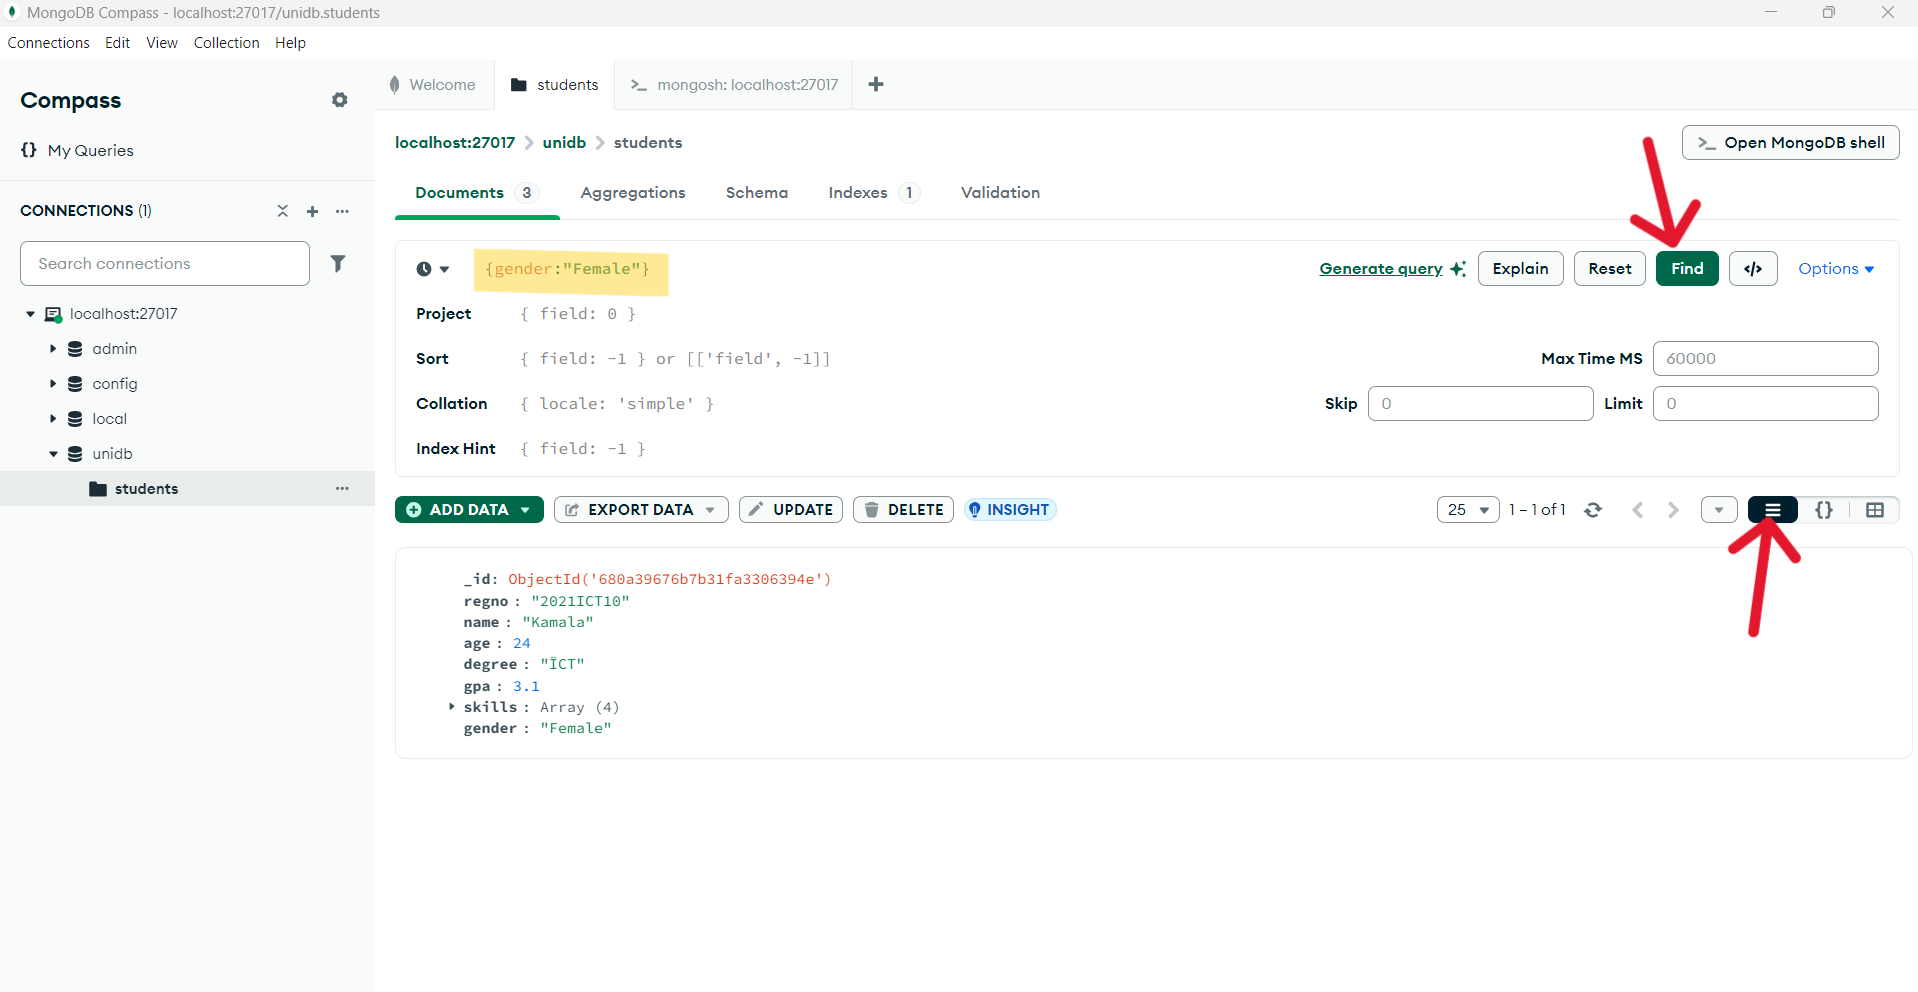 MongoDB Compass - localhost:27017/unidb.students
Connections Edit View Collection Help
Compass
{} My Queries
CONNECTIONS (1)
Search connections
localhost:27017
admin
config
local
unidb
students
Welcome
students
>_ mongosh: localhost:27017
localhost:27017 > unidb > students
>_ Open MongoDB shell
Documents 3 Aggregations Schema Indexes 1 Validation
{gender:"Female"}
Generate query Explain Reset Find </> Options
Project { field: 0 }
Sort { field: -1 } or [['field', -1]]
Max Time MS 60000
Collation { locale: 'simple' }
Skip 0 Limit 0
Index Hint { field: -1 }
ADD DATA EXPORT DATA UPDATE DELETE INSIGHT
25 1 – 1 of 1 {}
_id: ObjectId('680a39676b7b31fa3306394e')
regno : "2021ICT10"
name : "Kamala"
age : 24
degree : "ÏCT"
gpa : 3.1
skills : Array (4)
gender : "Female"